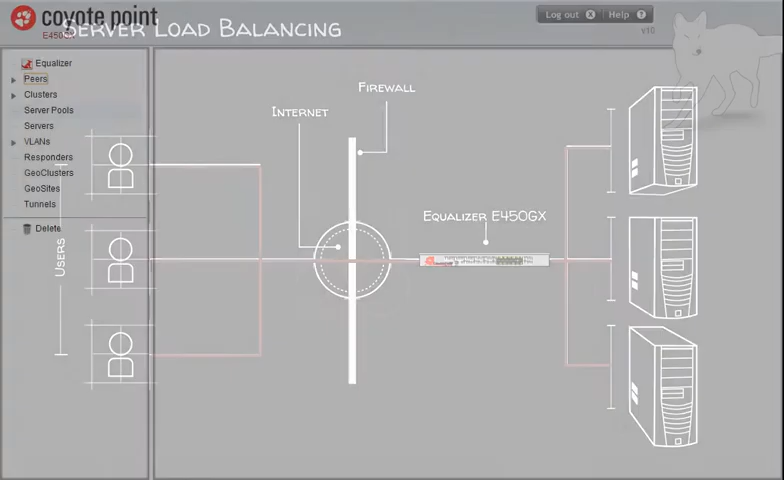 coyote point
E450GX
SERVER LOAD BALANCING
Log out
Help
v10
Equalizer
Peers
Clusters
Server Pools
Servers
VLANs
Responders
GeoClusters
GeoSites
Tunnels
Delete
USERS
INTERNET
FIREWALL
EQUALIZER E450GX